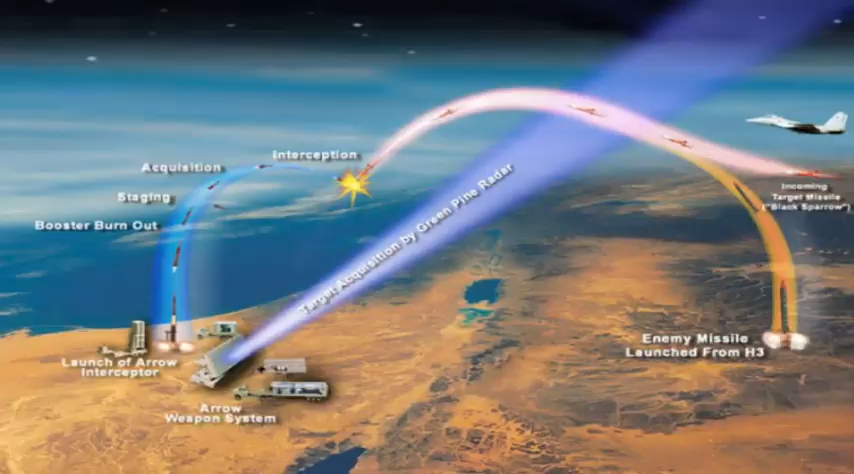 Interception
Acquisition
Staging
Booster Burn Out
Target Acquisition by Green Pine Radar
Incoming
Target Missile
("Black Sparrow")
Enemy Missile
Launched From H3
Launch of Arrow
Interceptor
Arrow
Weapon System